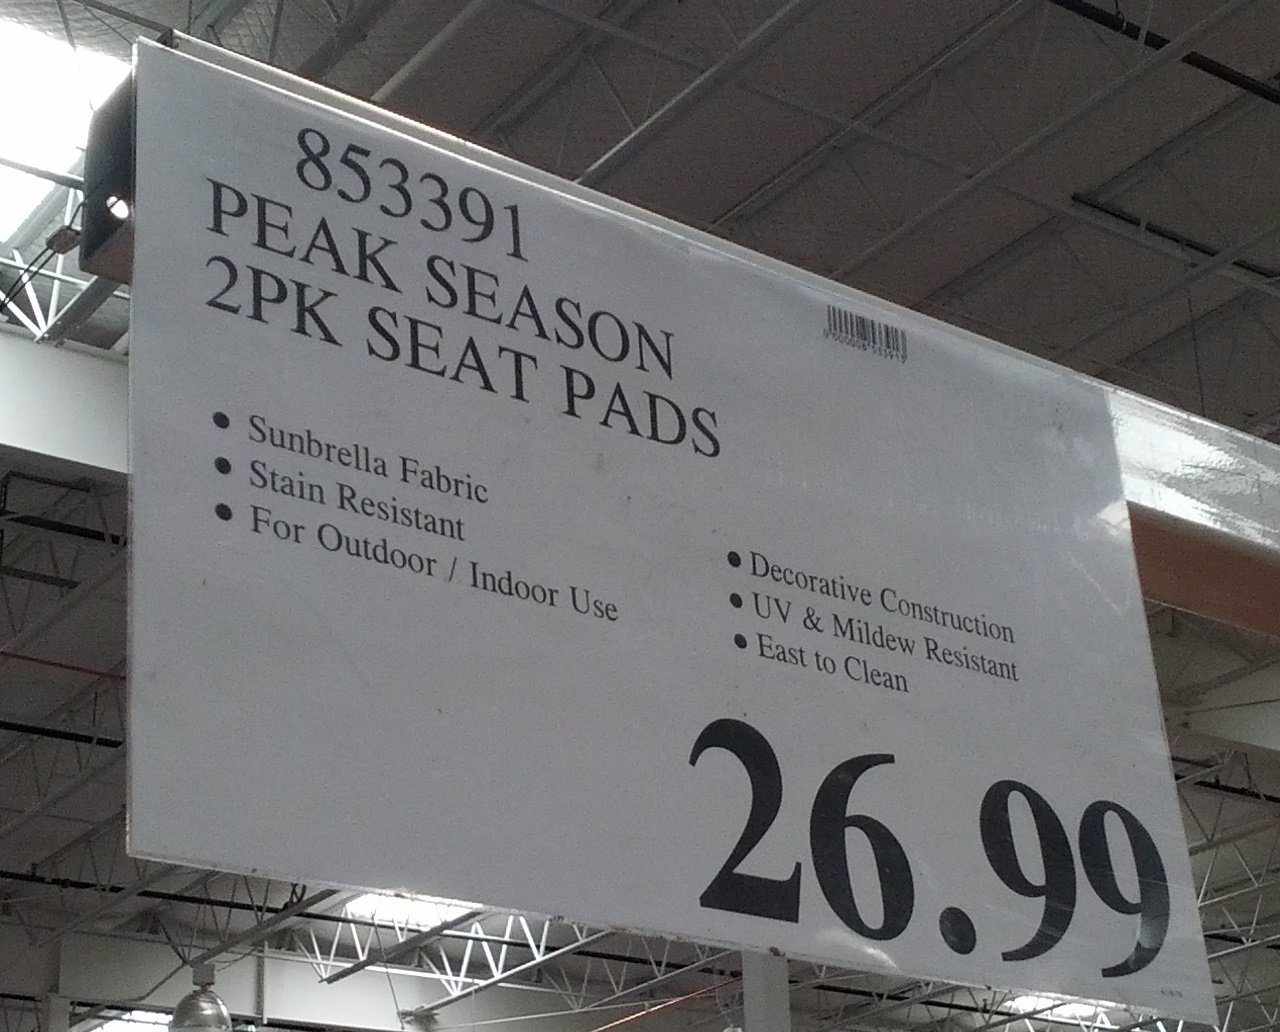 853391
PEAK SEASON
2PK SEAT PADS
• Sunbrella Fabric
• Stain Resistant
• For Outdoor / Indoor Use
• Decorative Construction
• UV & Mildew Resistant
• East to Clean
26.99